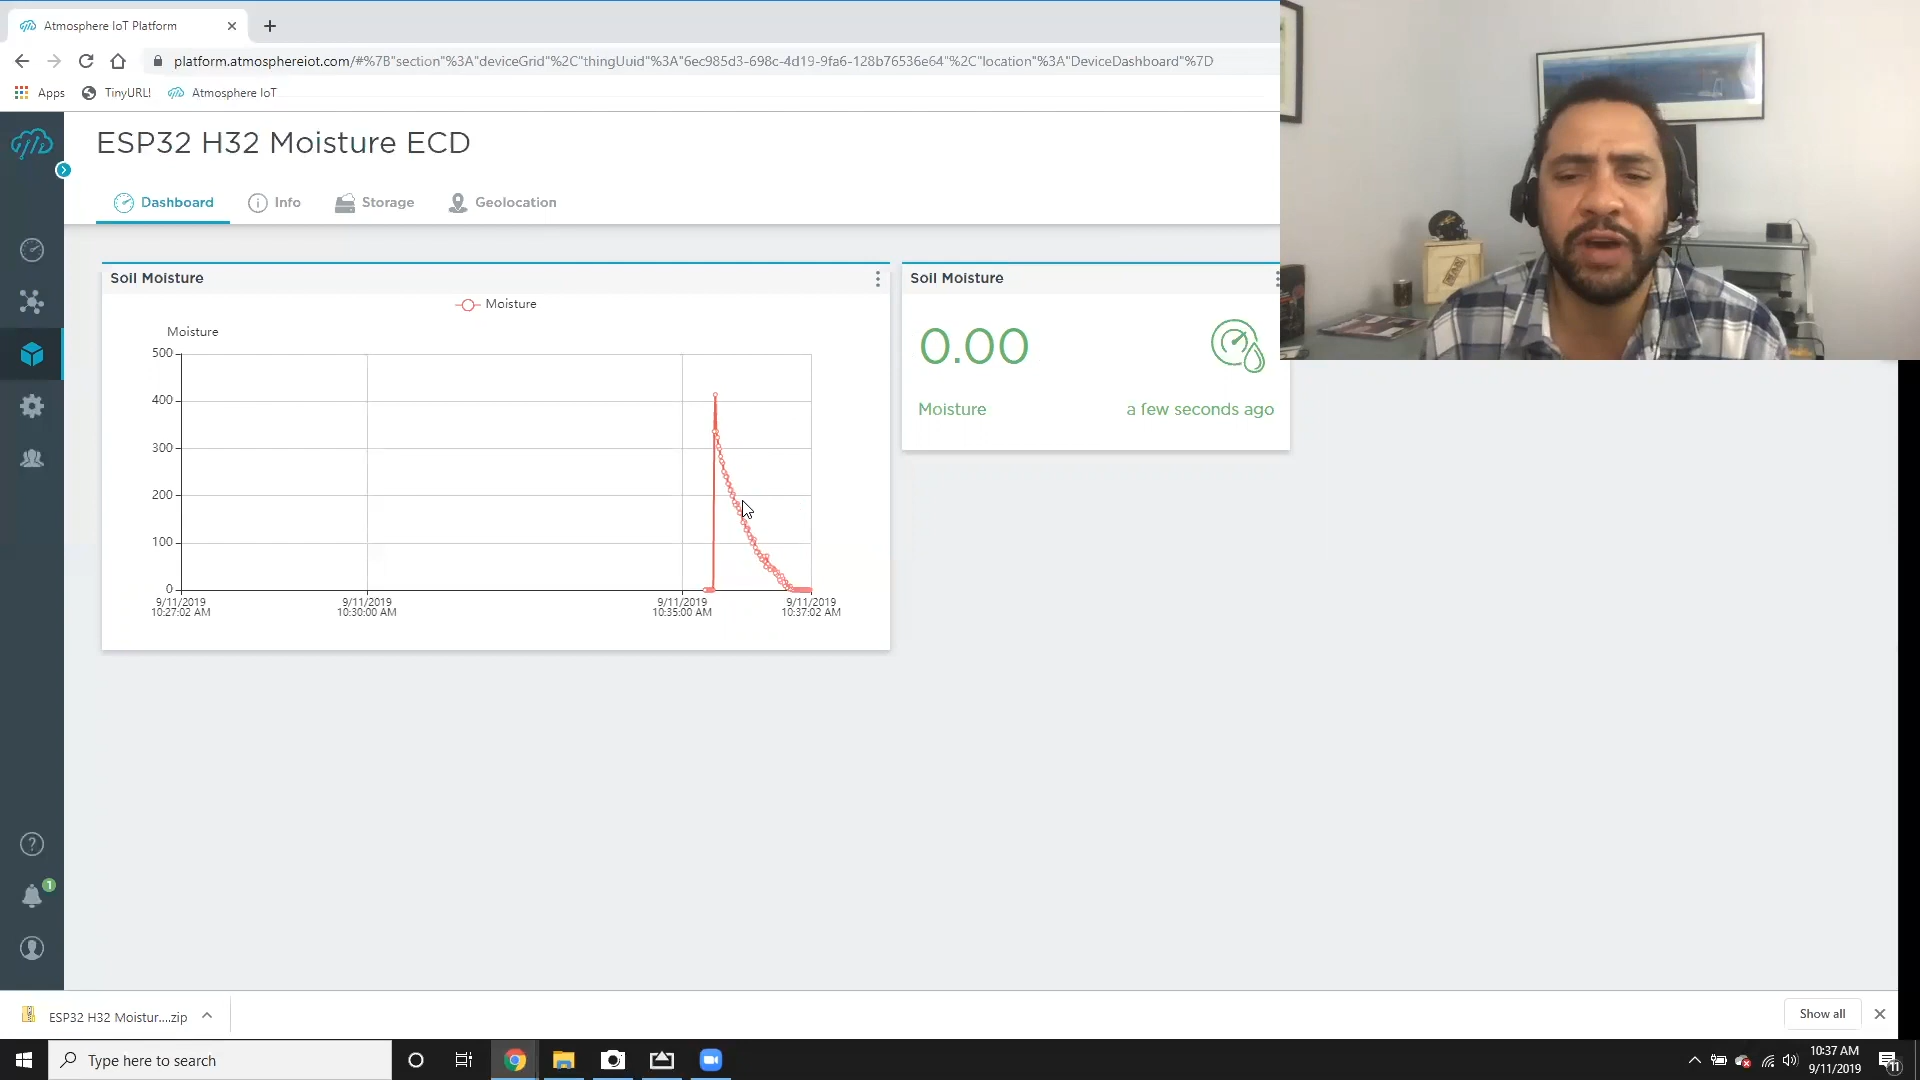 Atmosphere IoT Platform
platform.atmosphereiot.com/#%7B"section"%3A"deviceGrid"%2C"thingUuid"%3A"6ec985d3-698c-4d19-9fa6-128b76536e64"%2C"location"%3A"DeviceDashboard"%7D
Apps TinyURL! Atmosphere IoT
ESP32 H32 Moisture ECD
Dashboard Info Storage Geolocation
Soil Moisture
Moisture
Moisture
500
400
300
200
100
0
9/11/2019 9/11/2019 9/11/2019 9/11/2019
10:27:02 AM 10:30:00 AM 10:35:00 AM 10:37:02 AM
Soil Moisture
0.00
Moisture a few seconds ago
1
ESP32 H32 Moistur....zip
Show all
Type here to search
10:37 AM
9/11/2019
11